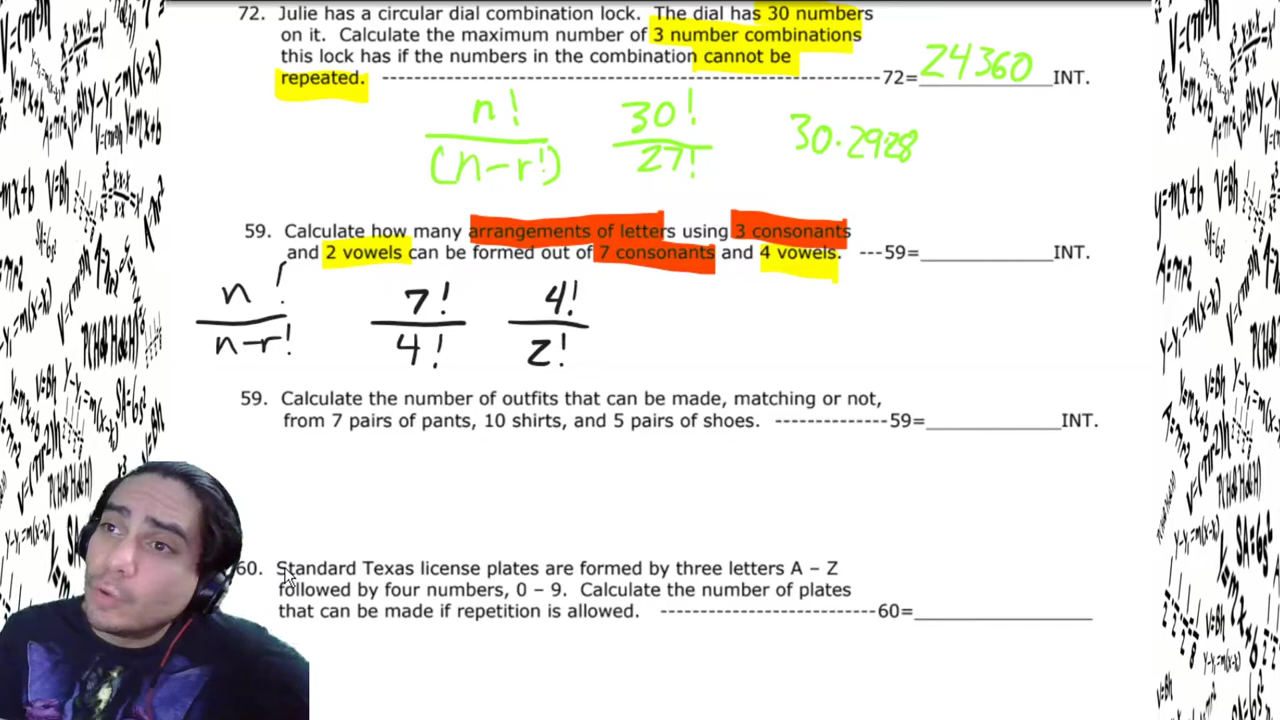 72. Julie has a circular dial combination lock. The dial has 30 numbers
on it. Calculate the maximum number of 3 number combinations
this lock has if the numbers in the combination cannot be
repeated. ------------------------------------------------------------------72= 24360 INT.
n! / (n-r!) 30! / 27! 30·29·28
59. Calculate how many arrangements of letters using 3 consonants
and 2 vowels can be formed out of 7 consonants and 4 vowels. ---59=____________INT.
n! / n-r! 7! / 4! 4! / 2!
59. Calculate the number of outfits that can be made, matching or not,
from 7 pairs of pants, 10 shirts, and 5 pairs of shoes. --------------59=____________INT.
60. Standard Texas license plates are formed by three letters A – Z
followed by four numbers, 0 – 9. Calculate the number of plates
that can be made if repetition is allowed. ---------------------------60=________________